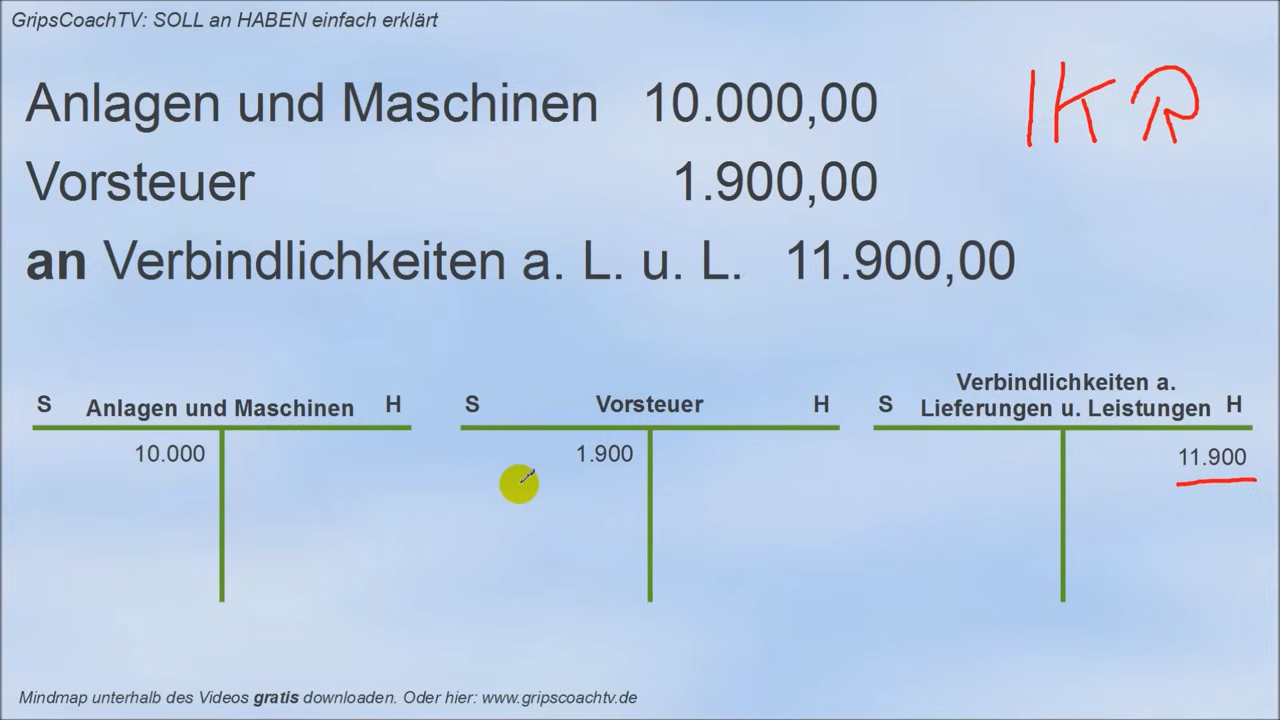 GripsCoachTV: SOLL an HABEN einfach erklärt
Anlagen und Maschinen 10.000,00
IKR
Vorsteuer 1.900,00
an Verbindlichkeiten a. L. u. L. 11.900,00
S Anlagen und Maschinen H
10.000
S Vorsteuer H
1.900
S Verbindlichkeiten a.
Lieferungen u. Leistungen H
11.900
Mindmap unterhalb des Videos gratis downloaden. Oder hier: www.gripscoachtv.de